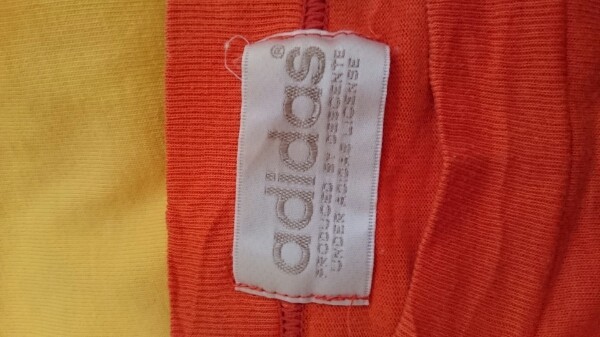 adidas®
PRODUCED BY DESCENTE
UNDER ADIDAS LICENSE